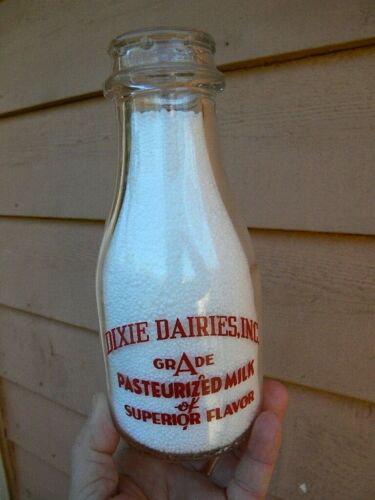 DIXIE DAIRIES, INC.
GRADE
PASTEURIZED MILK
of
SUPERIOR FLAVOR